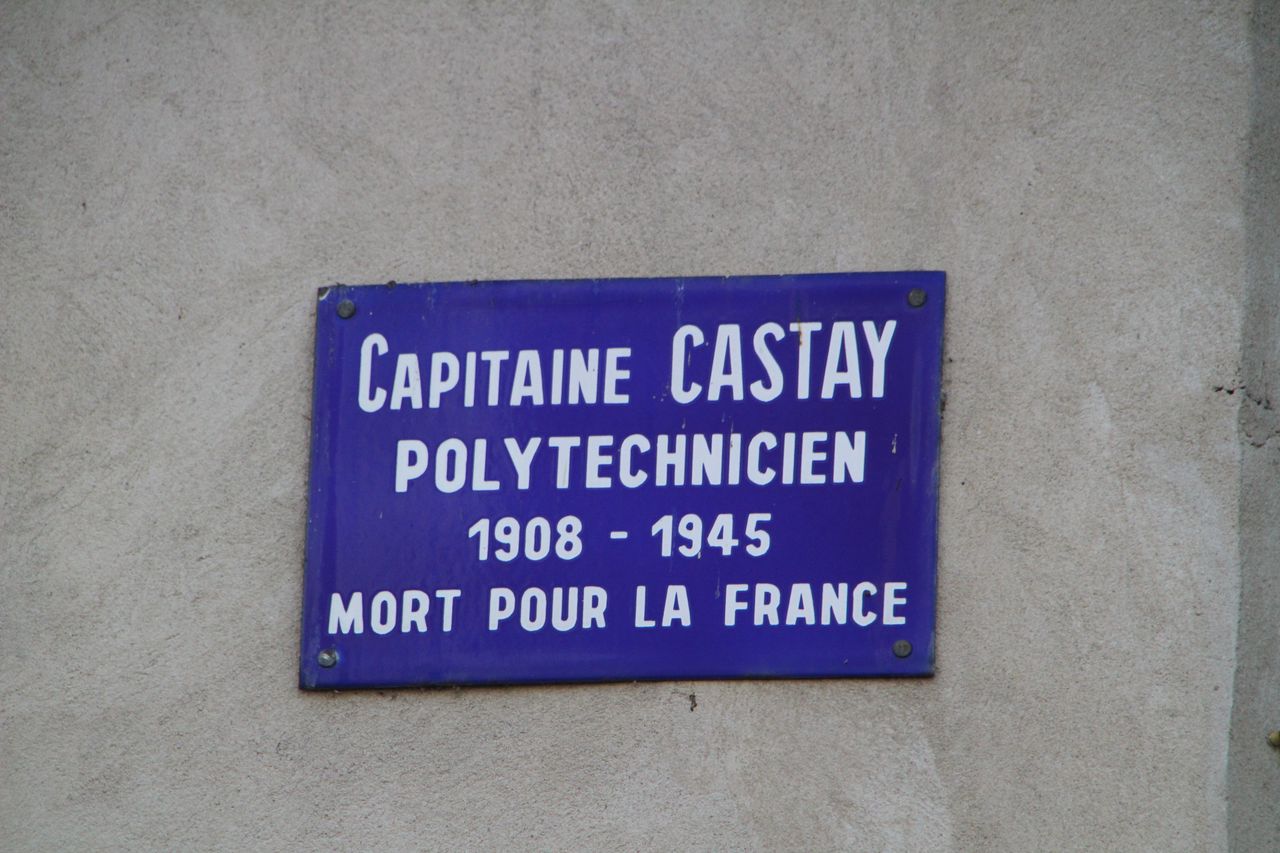 CAPITAINE CASTAY
POLYTECHNICIEN
1908 - 1945
MORT POUR LA FRANCE